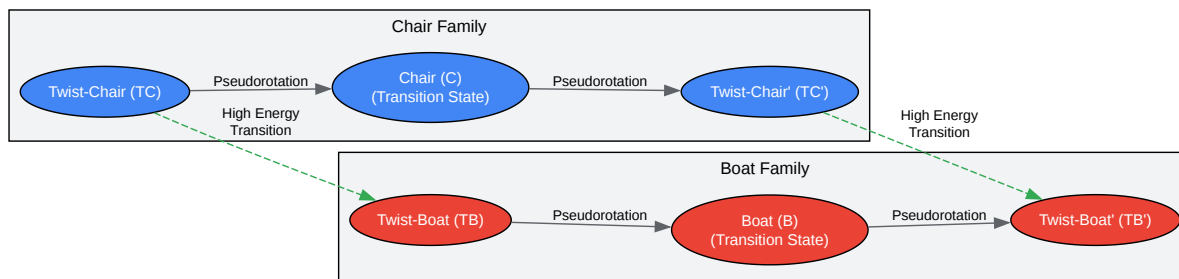 Chair Family
Twist-Chair (TC)
Pseudorotation
Chair (C)
(Transition State)
Pseudorotation
Twist-Chair' (TC')
High Energy
Transition
High Energy
Transition
Boat Family
Twist-Boat (TB)
Pseudorotation
Boat (B)
(Transition State)
Pseudorotation
Twist-Boat' (TB')